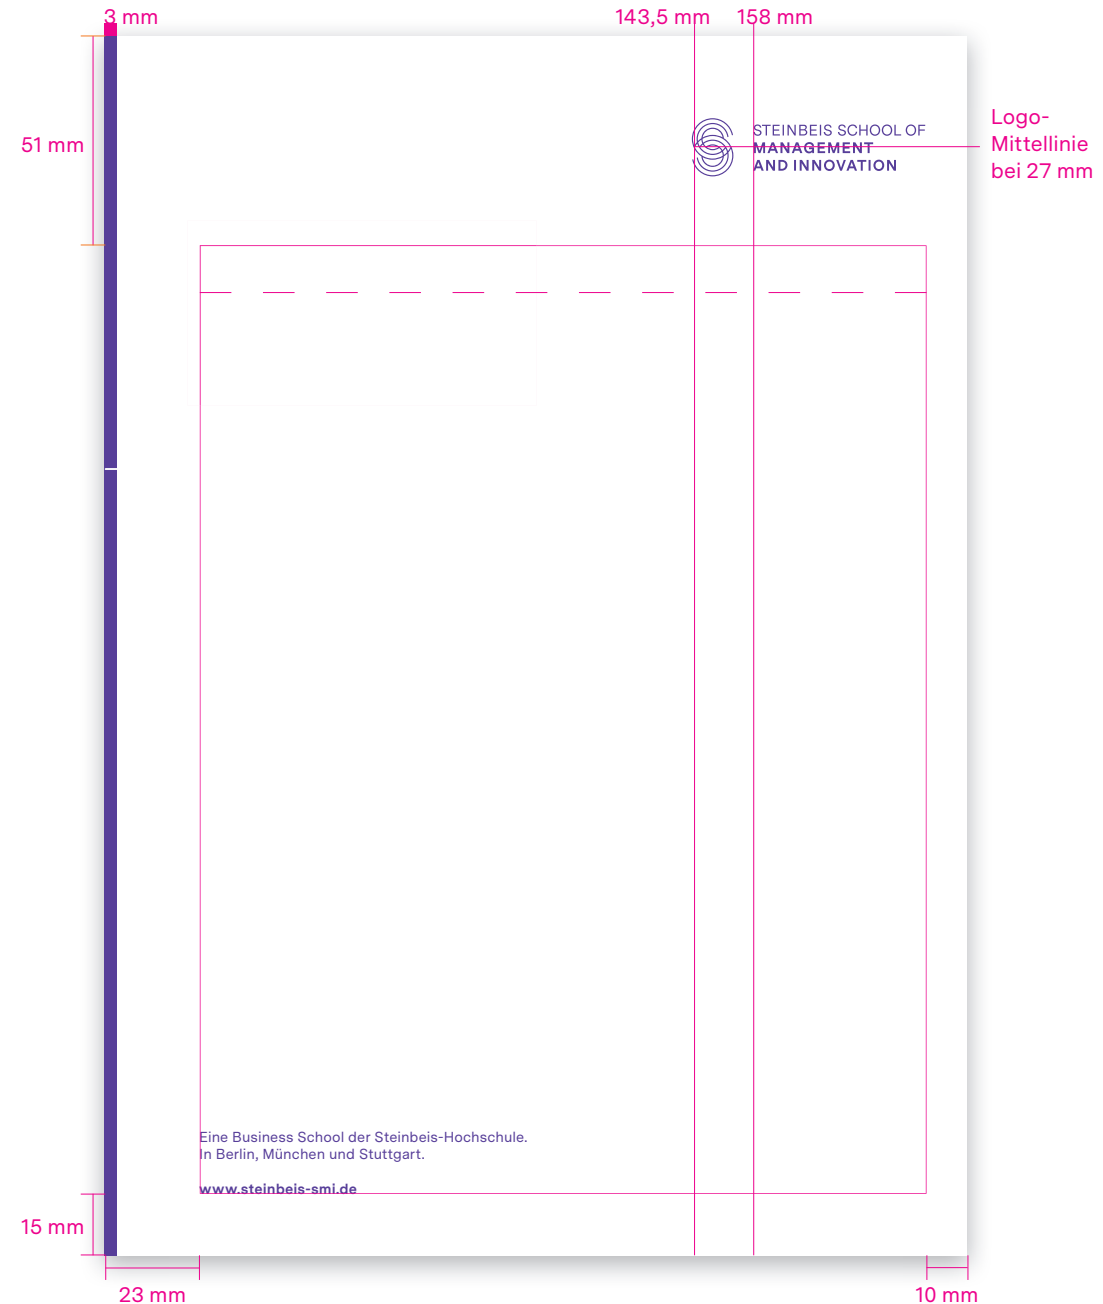 3 mm
143,5 mm
158 mm
51 mm
STEINBEIS SCHOOL OF
MANAGEMENT
AND INNOVATION
Logo-
Mittellinie
bei 27 mm
Eine Business School der Steinbeis-Hochschule.
In Berlin, München und Stuttgart.
www.steinbeis-smi.de
15 mm
23 mm
10 mm